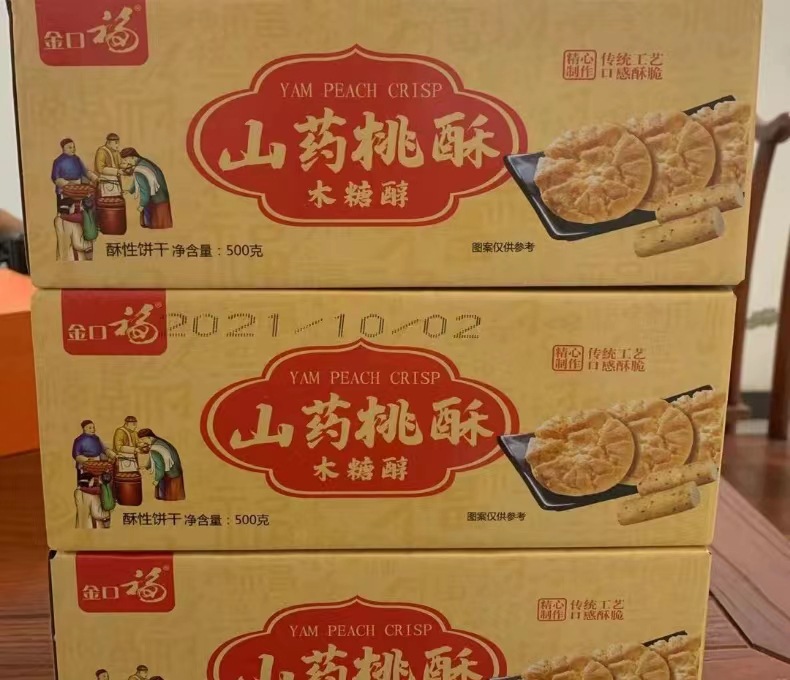 金口福®
YAM PEACH CRISP
山药桃酥
木糖醇
精心制作
传统工艺
口感酥脆
酥性饼干 净含量：500克
图案仅供参考
金口福®
2021/10/02
YAM PEACH CRISP
山药桃酥
木糖醇
精心制作
传统工艺
口感酥脆
酥性饼干 净含量：500克
图案仅供参考
金口福®
YAM PEACH CRISP
山药桃酥
精心制作
传统工艺
口感酥脆